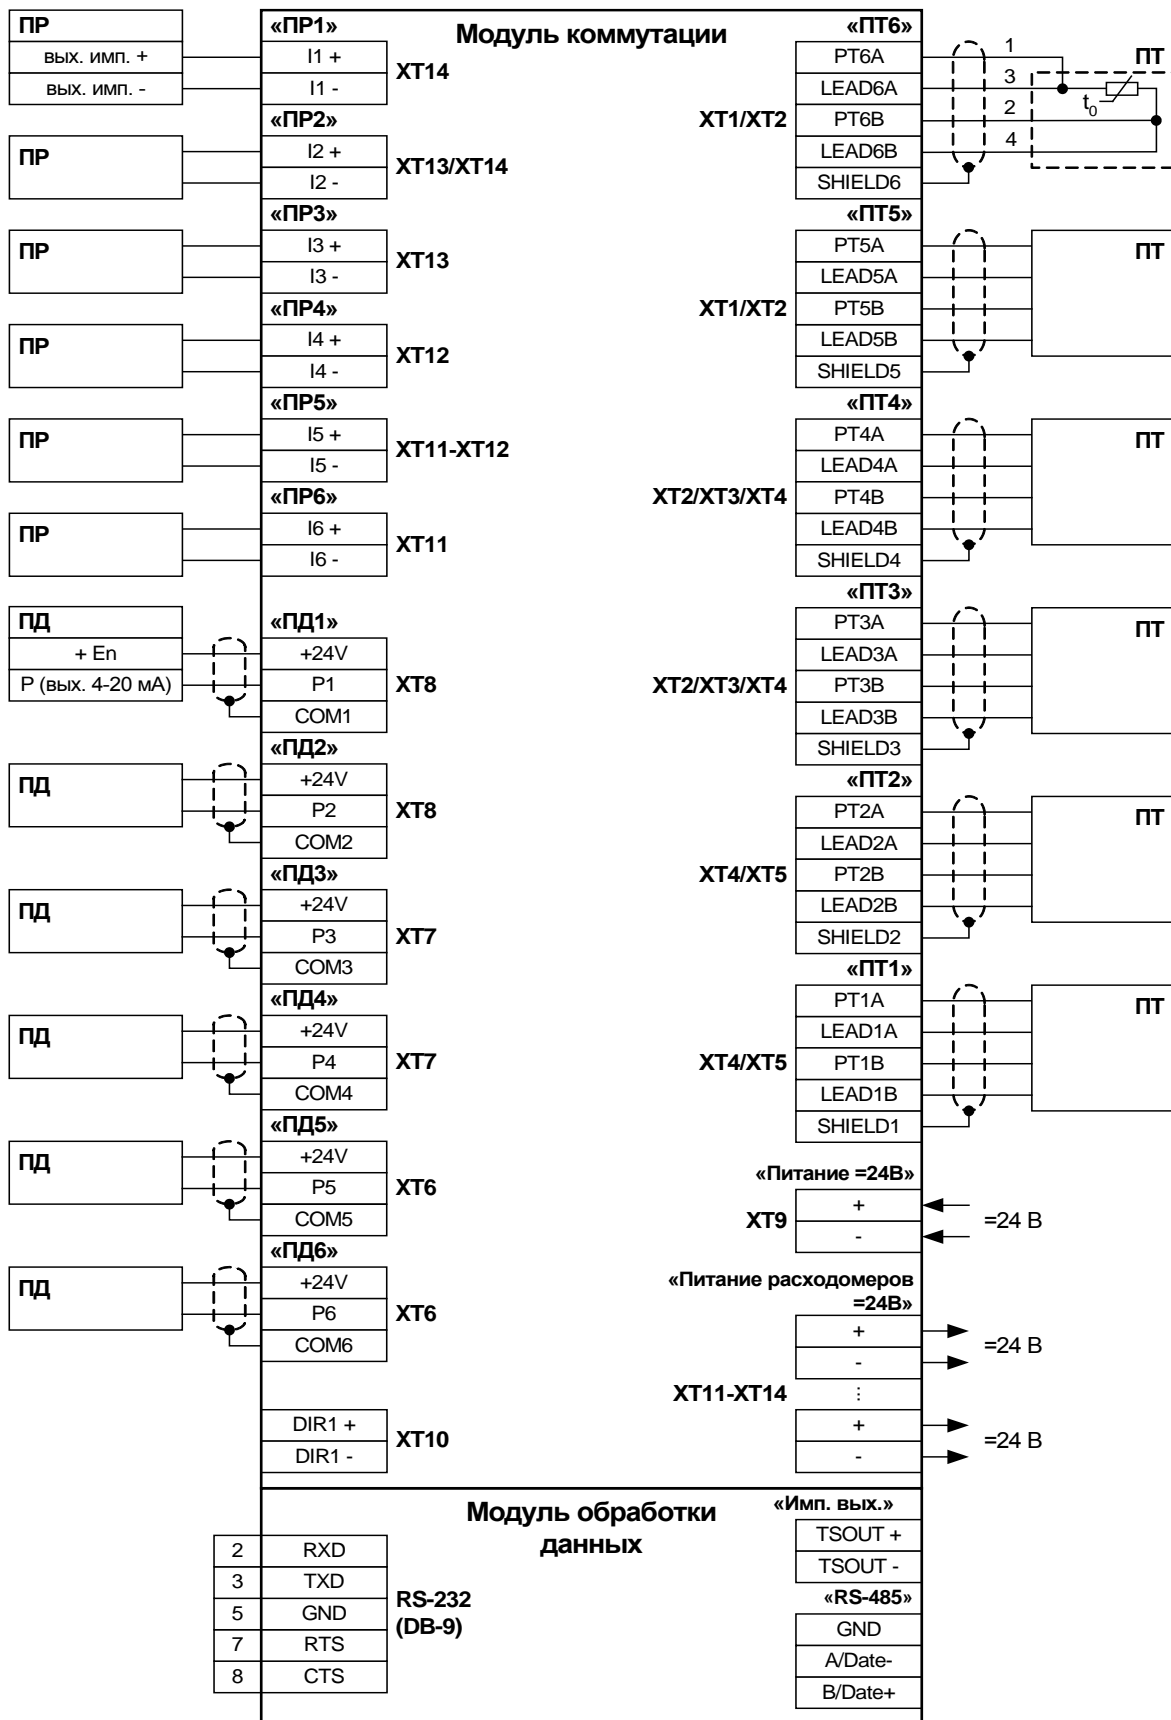 Модуль коммутации
ПР
вых. имп. +
вых. имп. -
«ПР1»
I1 +
I1 -
XT14
ПР
«ПР2»
I2 +
I2 -
XT13/XT14
ПР
«ПР3»
I3 +
I3 -
XT13
ПР
«ПР4»
I4 +
I4 -
XT12
ПР
«ПР5»
I5 +
I5 -
XT11-XT12
ПР
«ПР6»
I6 +
I6 -
XT11
ПД
+ En
P (вых. 4-20 мА)
«ПД1»
+24V
P1
COM1
XT8
ПД
«ПД2»
+24V
P2
COM2
XT8
ПД
«ПД3»
+24V
P3
COM3
XT7
ПД
«ПД4»
+24V
P4
COM4
XT7
ПД
«ПД5»
+24V
P5
COM5
XT6
ПД
«ПД6»
+24V
P6
COM6
XT6
DIR1 +
DIR1 -
XT10
«ПТ6»
XT1/XT2
PT6A
LEAD6A
PT6B
LEAD6B
SHIELD6
1
3
2
4
t0
ПТ
«ПТ5»
XT1/XT2
PT5A
LEAD5A
PT5B
LEAD5B
SHIELD5
ПТ
«ПТ4»
XT2/XT3/XT4
PT4A
LEAD4A
PT4B
LEAD4B
SHIELD4
ПТ
«ПТ3»
XT2/XT3/XT4
PT3A
LEAD3A
PT3B
LEAD3B
SHIELD3
ПТ
«ПТ2»
XT4/XT5
PT2A
LEAD2A
PT2B
LEAD2B
SHIELD2
ПТ
«ПТ1»
XT4/XT5
PT1A
LEAD1A
PT1B
LEAD1B
SHIELD1
ПТ
«Питание =24В»
XT9
+
-
=24 В
«Питание расходомеров
=24В»
+
-
=24 В
XT11-XT14
⋮
+
-
=24 В
Модуль обработки
данных
2 RXD
3 TXD
5 GND
7 RTS
8 CTS
RS-232
(DB-9)
«Имп. вых.»
TSOUT +
TSOUT -
«RS-485»
GND
A/Date-
B/Date+